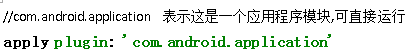 //com.android.application   表示这是一个应用程序模块,可直接运行
apply plugin: 'com.android.application'